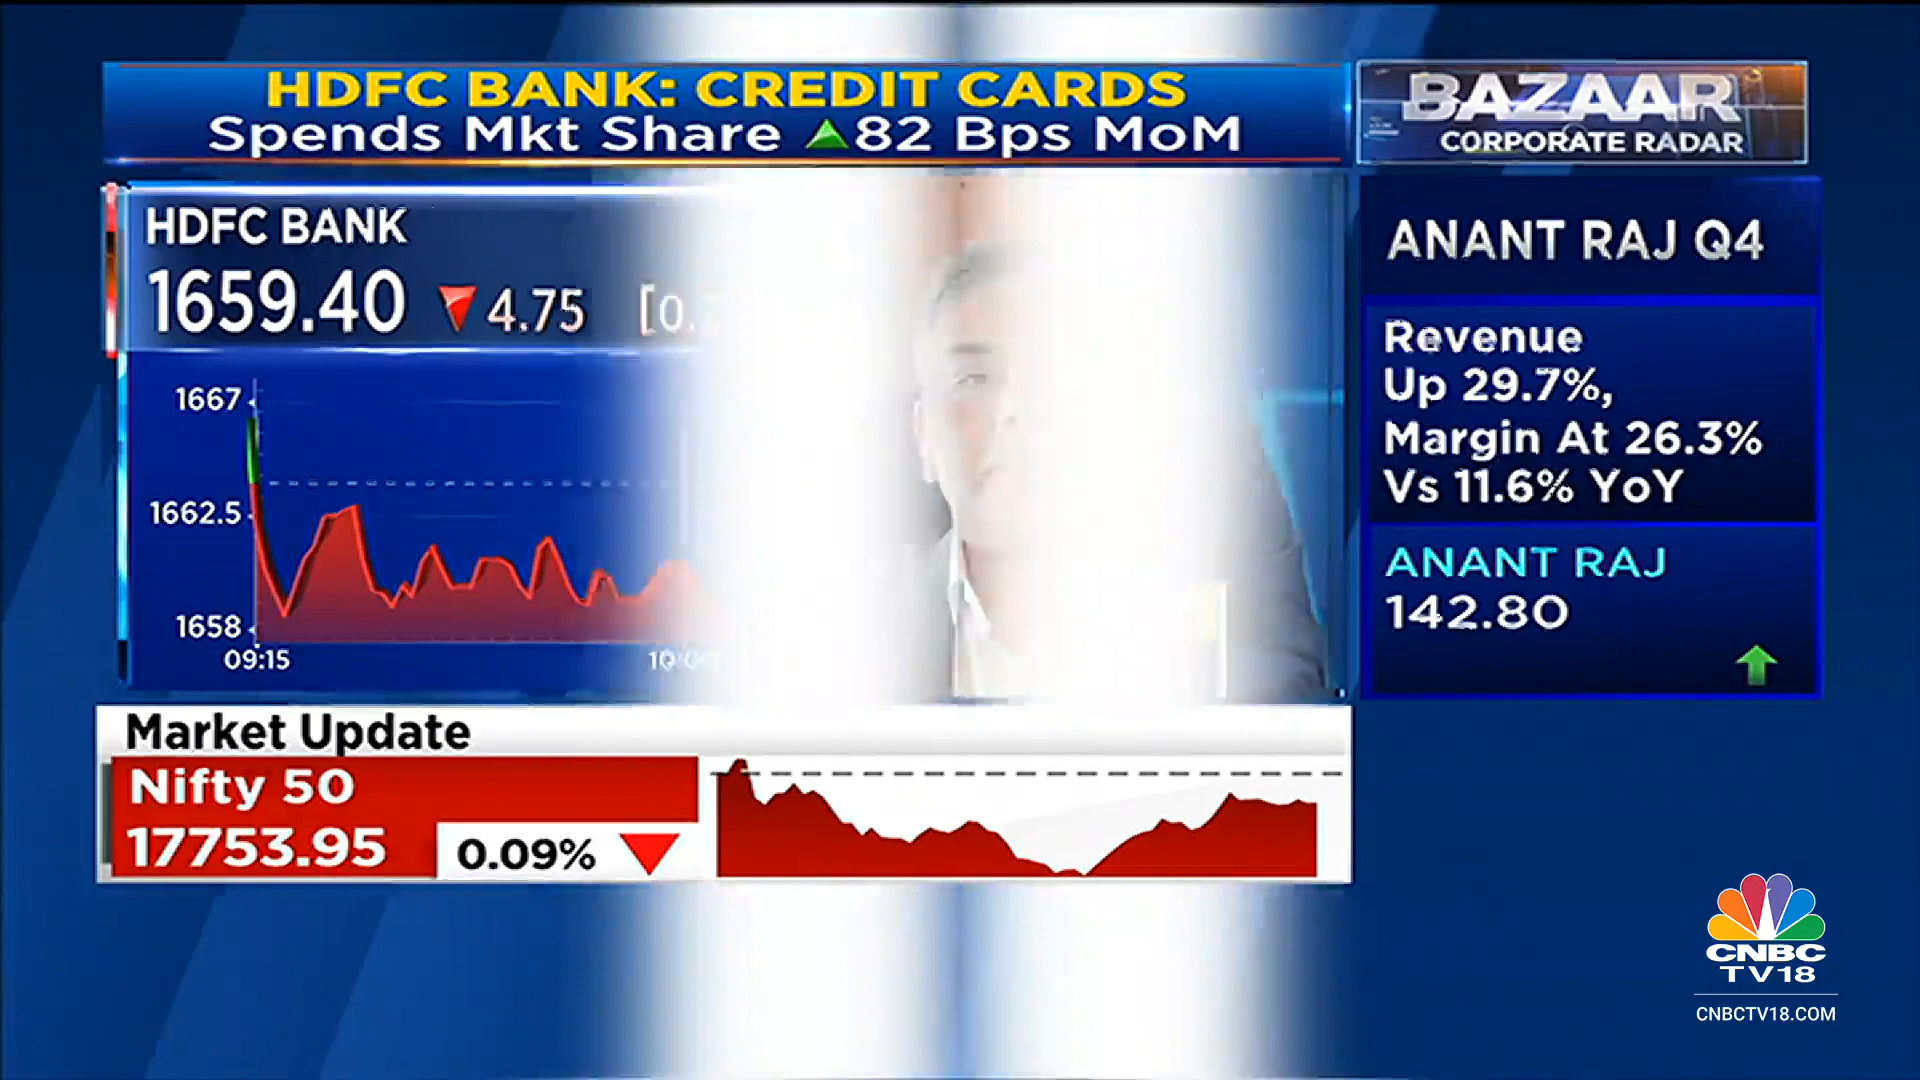 HDFC BANK: CREDIT CARDS
Spends Mkt Share ▲82 Bps MoM
BAZAAR
CORPORATE RADAR
HDFC BANK
1659.40 ▼4.75
1667
1662.5
1658
09:15
ANANT RAJ Q4
Revenue
Up 29.7%,
Margin At 26.3%
Vs 11.6% YoY
ANANT RAJ
142.80
Market Update
Nifty 50
17753.95 0.09%
CNBC
TV18
CNBCTV18.COM